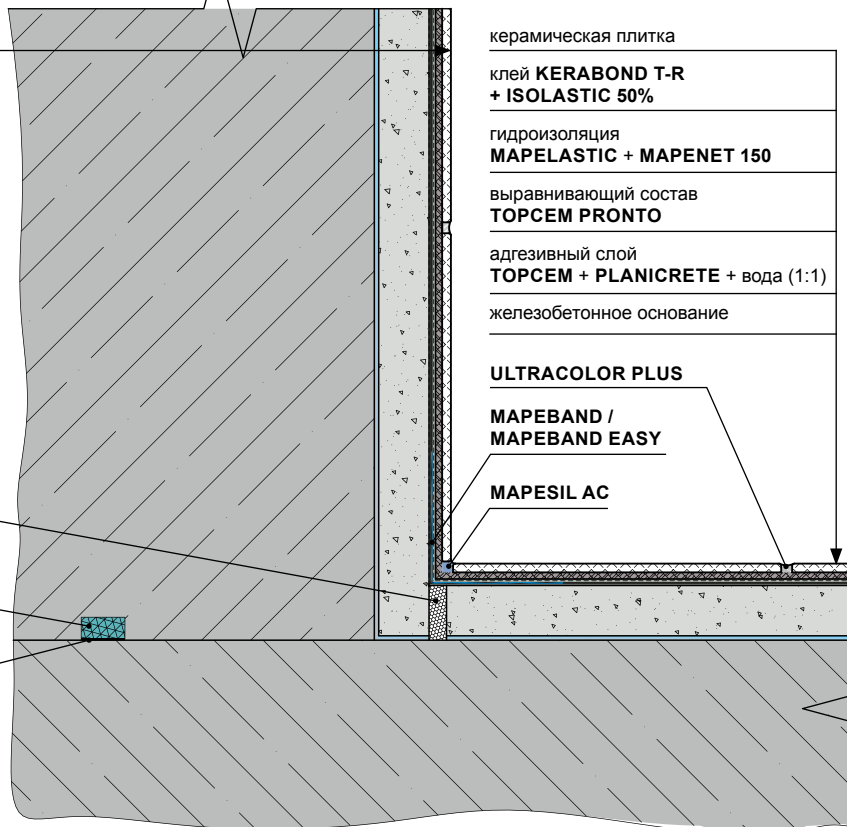 керамическая плитка
клей KERABOND T-R
+ ISOLASTIC 50%
гидроизоляция
MAPELASTIC + MAPENET 150
выравнивающий состав
TOPCEM PRONTO
адгезивный слой
TOPCEM + PLANICRETE + вода (1:1)
железобетонное основание
ULTRACOLOR PLUS
MAPEBAND /
MAPEBAND EASY
MAPESIL AC